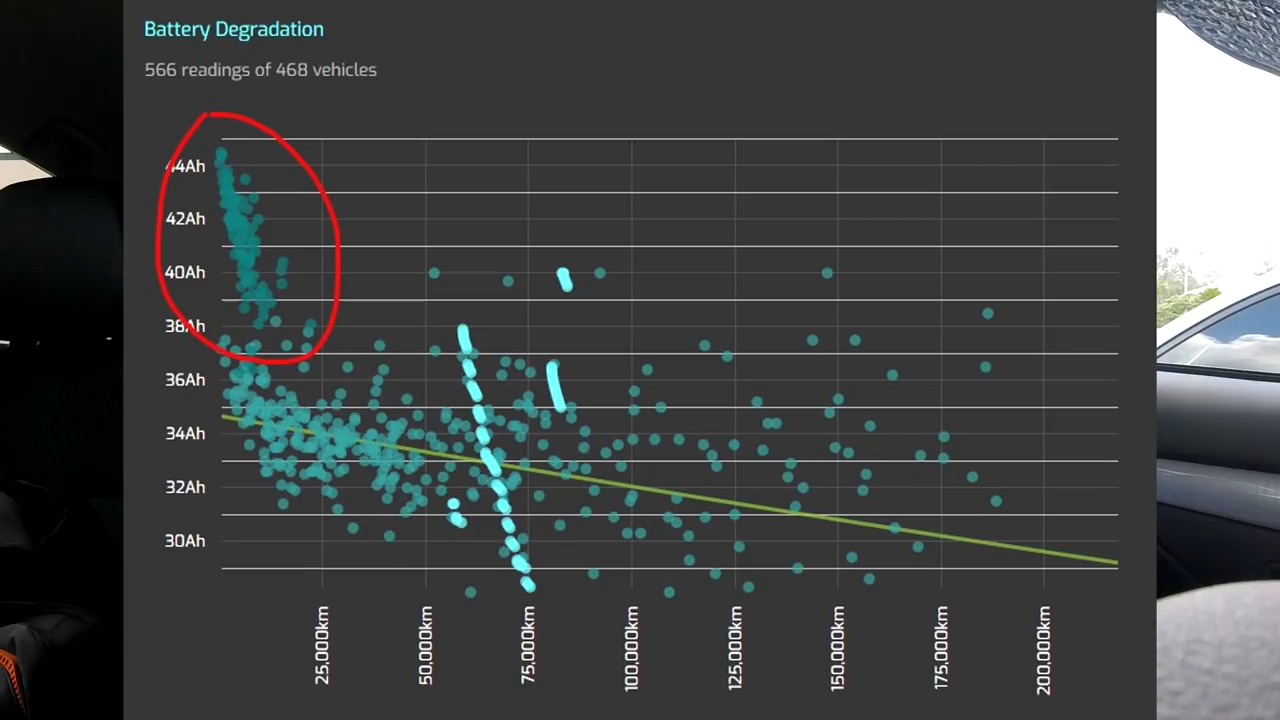 Battery Degradation
566 readings of 468 vehicles
44Ah
42Ah
40Ah
38Ah
36Ah
34Ah
32Ah
30Ah
25,000km
50,000km
75,000km
100,000km
125,000km
150,000km
175,000km
200,000km